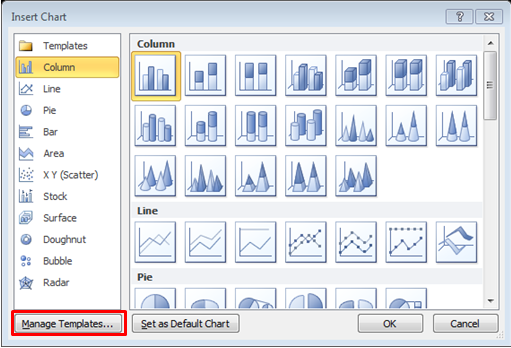 Insert Chart
Templates
Column
Line
Pie
Bar
Area
X Y (Scatter)
Stock
Surface
Doughnut
Bubble
Radar
Column
Line
Pie
Manage Templates...
Set as Default Chart
OK
Cancel